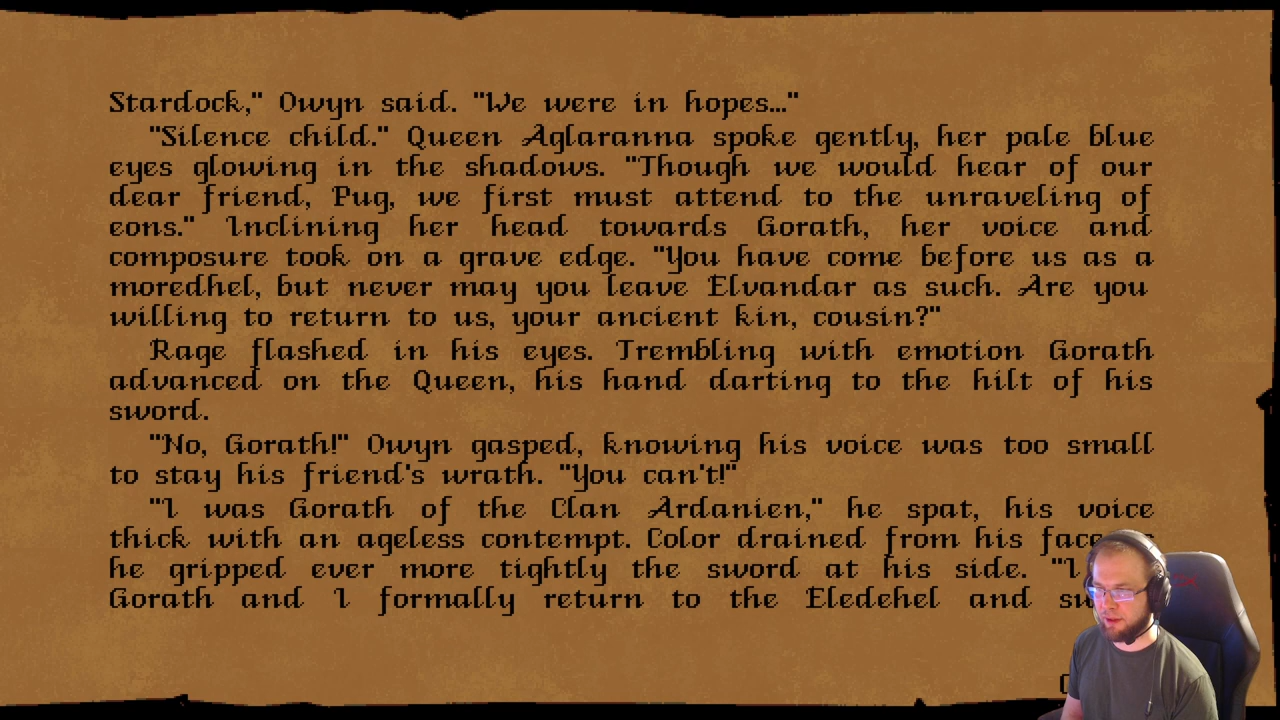 Stardock," Owyn said. "We were in hopes..."
"Silence child." Queen Aglaranna spoke gently, her pale blue
eyes glowing in the shadows. "Though we would hear of our
dear friend, Pug, we first must attend to the unraveling of
eons." Inclining her head towards Gorath, her voice and
composure took on a grave edge. "You have come before us as a
moredhel, but never may you leave Elvandar as such. Are you
willing to return to us, your ancient kin, cousin?"
Rage flashed in his eyes. Trembling with emotion Gorath
advanced on the Queen, his hand darting to the hilt of his
sword.
"No, Gorath!" Owyn gasped, knowing his voice was too small
to stay his friend's wrath. "You can't!"
"I was Gorath of the Clan Ardanien," he spat, his voice
thick with an ageless contempt. Color drained from his face
he gripped ever more tightly the sword at his side. "I
Gorath and I formally return to the Eledehel and